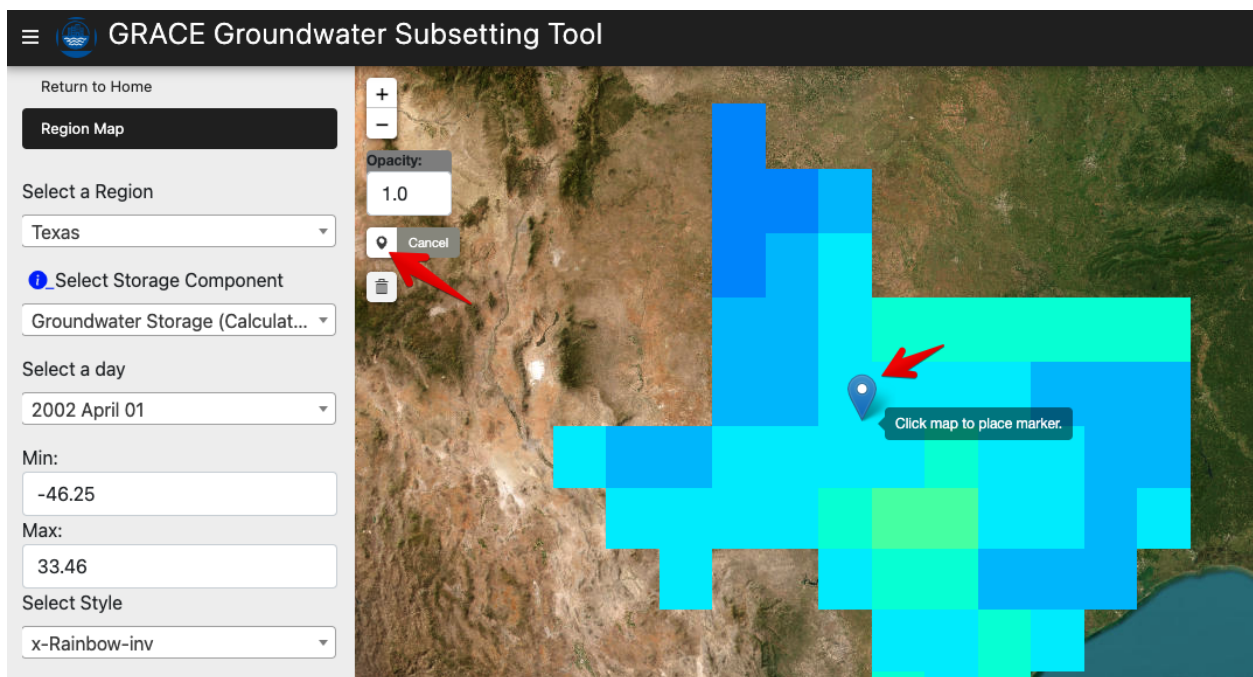 GRACE Groundwater Subsetting Tool
Return to Home
Region Map
Select a Region
Texas
Select Storage Component
Groundwater Storage (Calculat...
Select a day
2002 April 01
Min:
-46.25
Max:
33.46
Select Style
x-Rainbow-inv
+
−
Opacity:
1.0
Cancel
Click map to place marker.